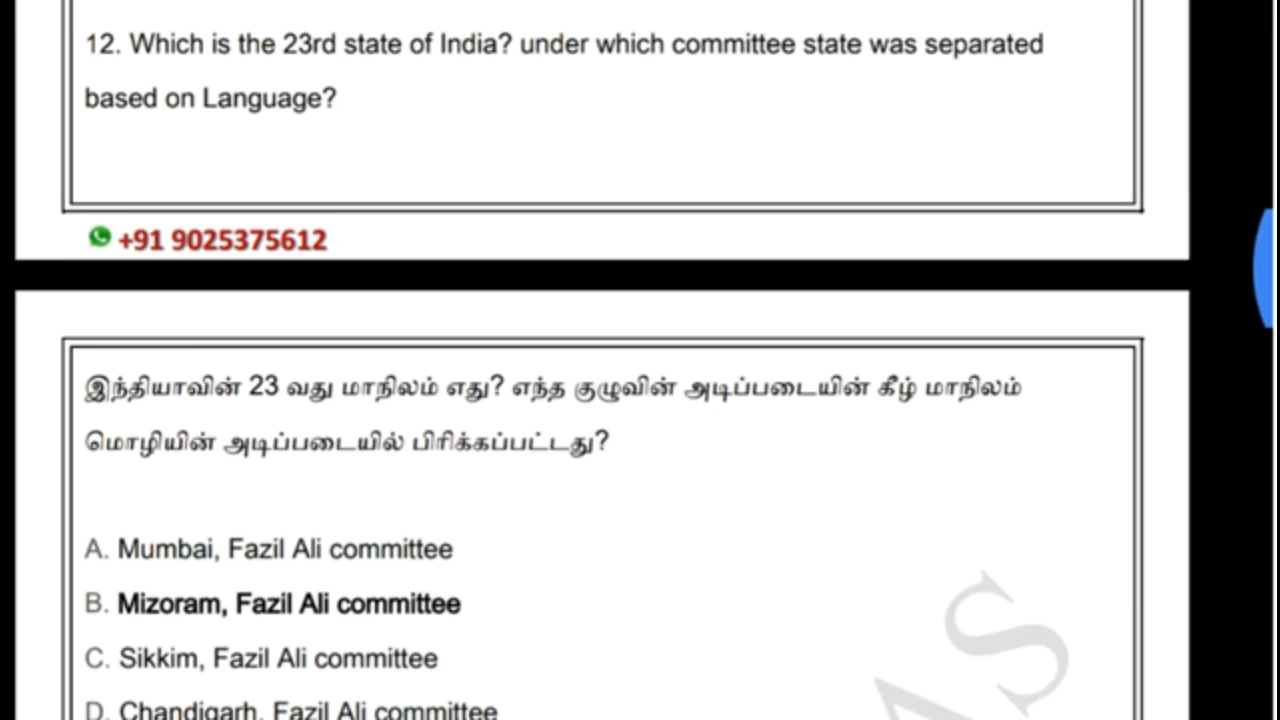 12. Which is the 23rd state of India? under which committee state was separated
based on Language?
+91 9025375612
இந்தியாவின் 23 வது மாநிலம் எது? எந்த குழுவின் அடிப்படையின் கீழ் மாநிலம்
மொழியின் அடிப்படையில் பிரிக்கப்பட்டது?
A. Mumbai, Fazil Ali committee
B. Mizoram, Fazil Ali committee
C. Sikkim, Fazil Ali committee
D. Chandigarh, Fazil Ali committee
AS